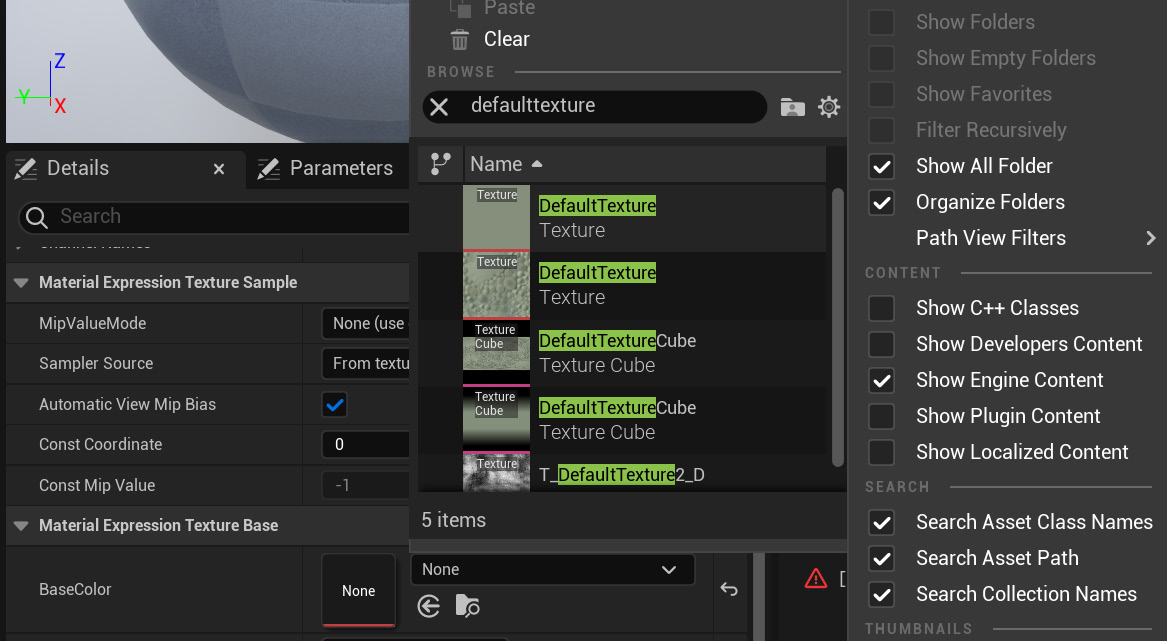 Z
Y
X
Details
Parameters
Search
Channel Names
Material Expression Texture Sample
MipValueMode
None (use
Sampler Source
From textu
Automatic View Mip Bias
Const Coordinate
0
Const Mip Value
-1
Material Expression Texture Base
BaseColor
None
None
Paste
Clear
BROWSE
defaulttexture
Name
Texture
DefaultTexture
Texture
Texture
DefaultTexture
Texture
Texture
Cube
DefaultTextureCube
Texture Cube
Texture
Cube
DefaultTextureCube
Texture Cube
Texture
T_DefaultTexture2_D
5 items
[
Show Folders
Show Empty Folders
Show Favorites
Filter Recursively
Show All Folder
Organize Folders
Path View Filters
CONTENT
Show C++ Classes
Show Developers Content
Show Engine Content
Show Plugin Content
Show Localized Content
SEARCH
Search Asset Class Names
Search Asset Path
Search Collection Names
THUMBNAILS